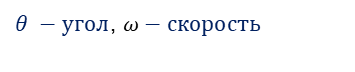 θ – угол, ω – скорость